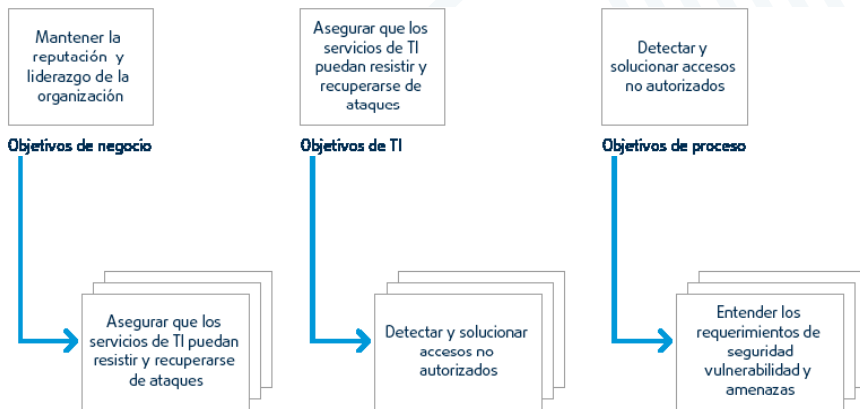 Mantener la
reputación y
liderazgo de la
organización
Asegurar que los
servicios de TI
puedan resistir y
recuperarse de
ataques
Detectar y
solucionar accesos
no autorizados
Objetivos de negocio
Objetivos de TI
Objetivos de proceso
Asegurar que los
servicios de TI puedan
resistir y recuperarse
de ataques
Detectar y solucionar
accesos no
autorizados
Entender los
requerimientos de
seguridad
vulnerabilidad y
amenazas